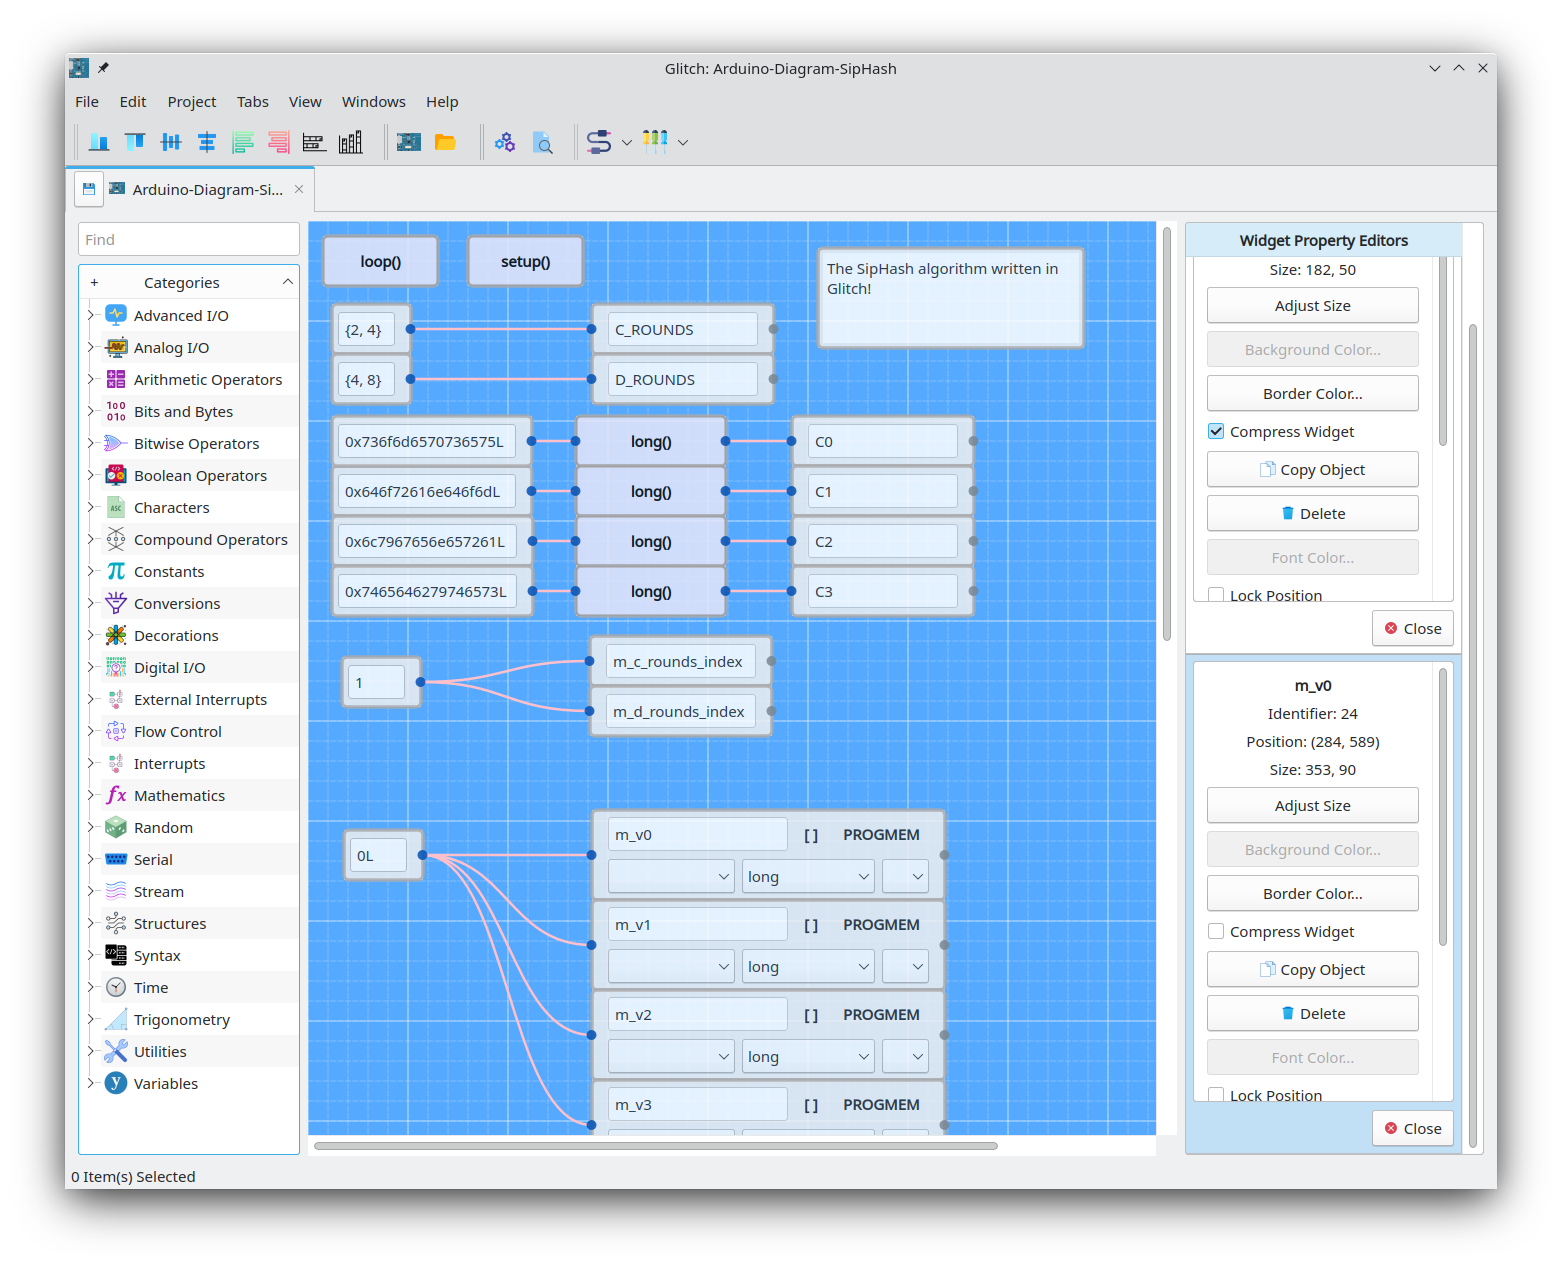 Glitch: Arduino-Diagram-SipHash
File Edit Project Tabs View Windows Help
Arduino-Diagram-Si...
Find
+ Categories
Advanced I/O
Analog I/O
Arithmetic Operators
Bits and Bytes
Bitwise Operators
Boolean Operators
Characters
Compound Operators
Constants
Conversions
Decorations
Digital I/O
External Interrupts
Flow Control
Interrupts
Mathematics
Random
Serial
Stream
Structures
Syntax
Time
Trigonometry
Utilities
Variables
loop() setup()
The SipHash algorithm written in
Glitch!
{2, 4} C_ROUNDS
{4, 8} D_ROUNDS
0x736f6d6570736575L long() C0
0x646f72616e646f6dL long() C1
0x6c7967656e657261L long() C2
0x7465646279746573L long() C3
1 m_c_rounds_index
m_d_rounds_index
0L
m_v0 [ ] PROGMEM
long
m_v1 [ ] PROGMEM
long
m_v2 [ ] PROGMEM
long
m_v3 [ ] PROGMEM
Widget Property Editors
Size: 182, 50
Adjust Size
Background Color...
Border Color...
Compress Widget
Copy Object
Delete
Font Color...
Lock Position
Close
m_v0
Identifier: 24
Position: (284, 589)
Size: 353, 90
Adjust Size
Background Color...
Border Color...
Compress Widget
Copy Object
Delete
Font Color...
Lock Position
Close
0 Item(s) Selected